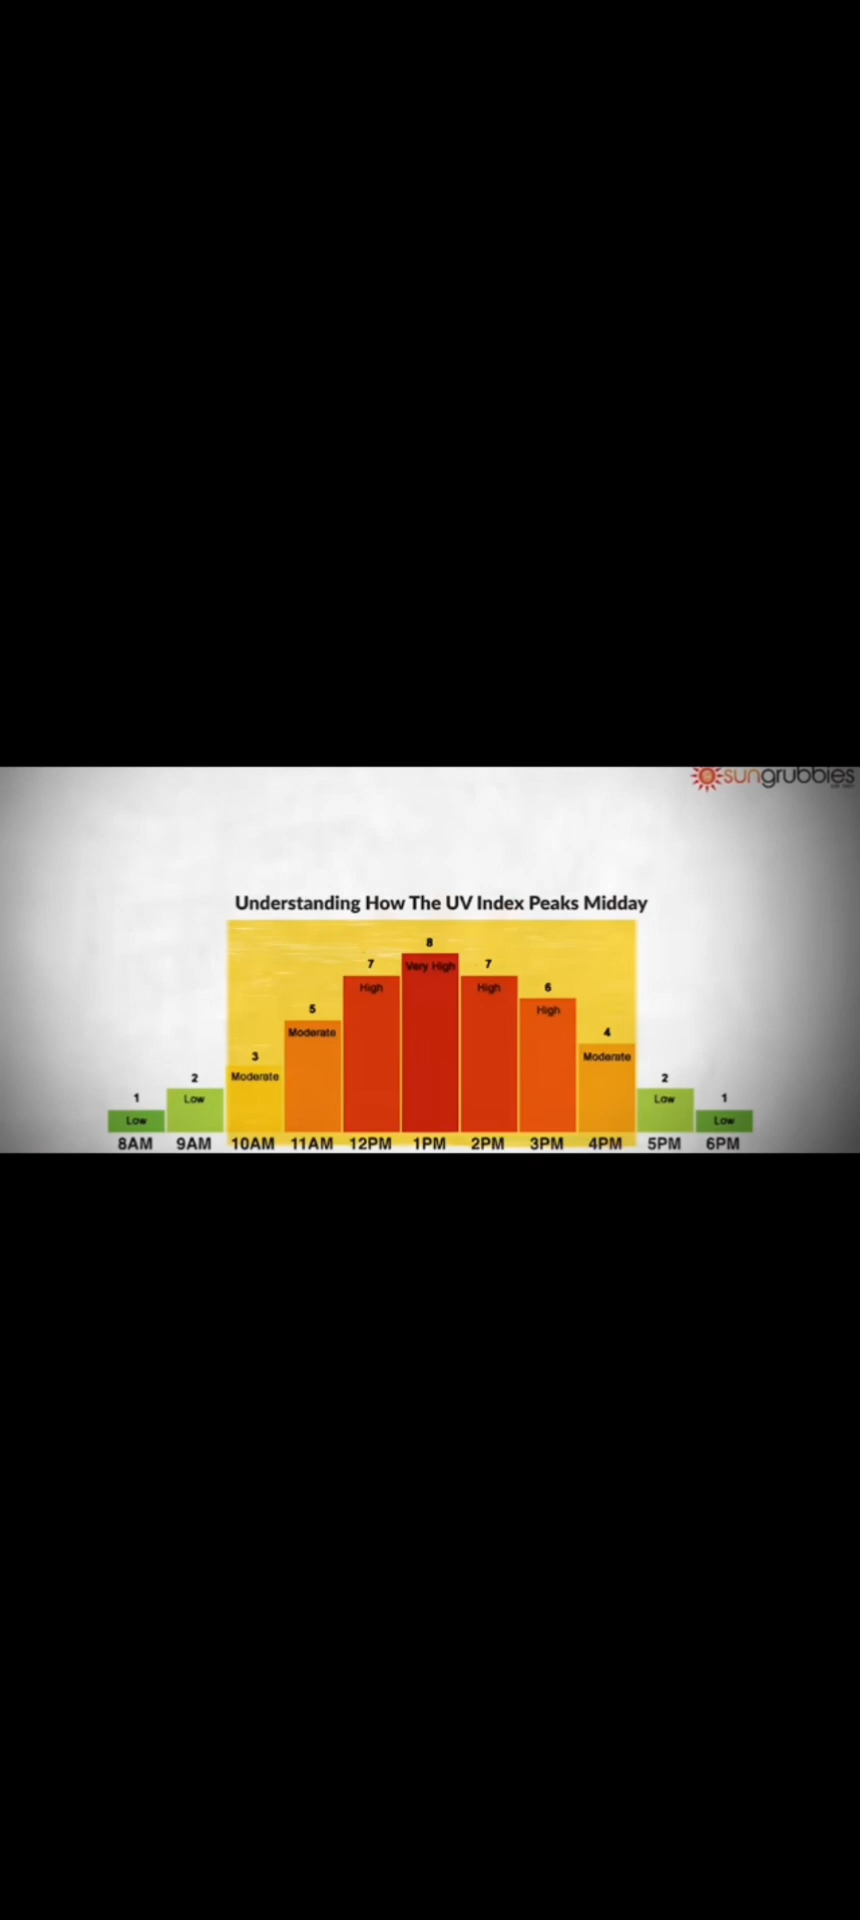 sungrubbies
Understanding How The UV Index Peaks Midday
8
7 Very High 7
High High 6
5 High
Moderate 4
3 Moderate
Moderate
2 2
1 Low Low 1
Low Low
8AM 9AM 10AM 11AM 12PM 1PM 2PM 3PM 4PM 5PM 6PM